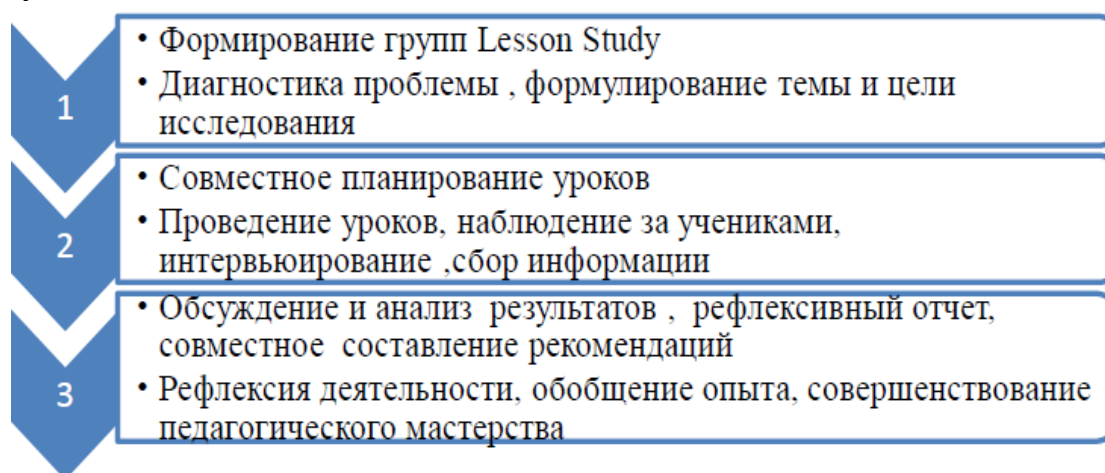 1
• Формирование групп Lesson Study
• Диагностика проблемы , формулирование темы и цели
исследования
2
• Совместное планирование уроков
• Проведение уроков, наблюдение за учениками,
интервьюирование ,сбор информации
3
• Обсуждение и анализ результатов , рефлексивный отчет,
совместное составление рекомендаций
• Рефлексия деятельности, обобщение опыта, совершенствование
педагогического мастерства